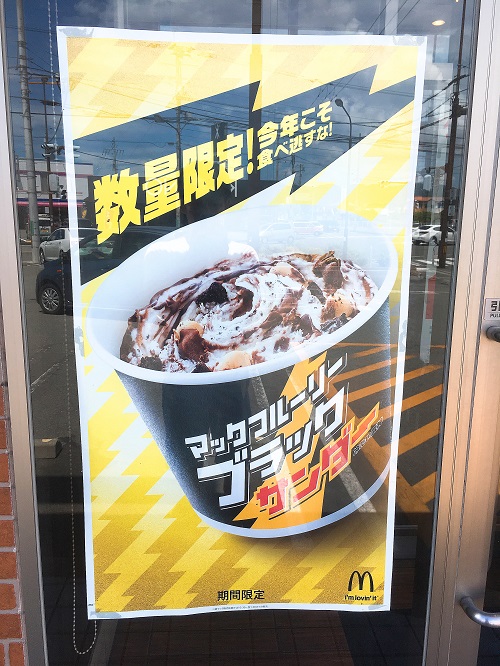 数量限定!
今年こそ
食べ逃すな!
マックフルーリー
ブラック
サンダー
期間限定
i'm lovin' it
引